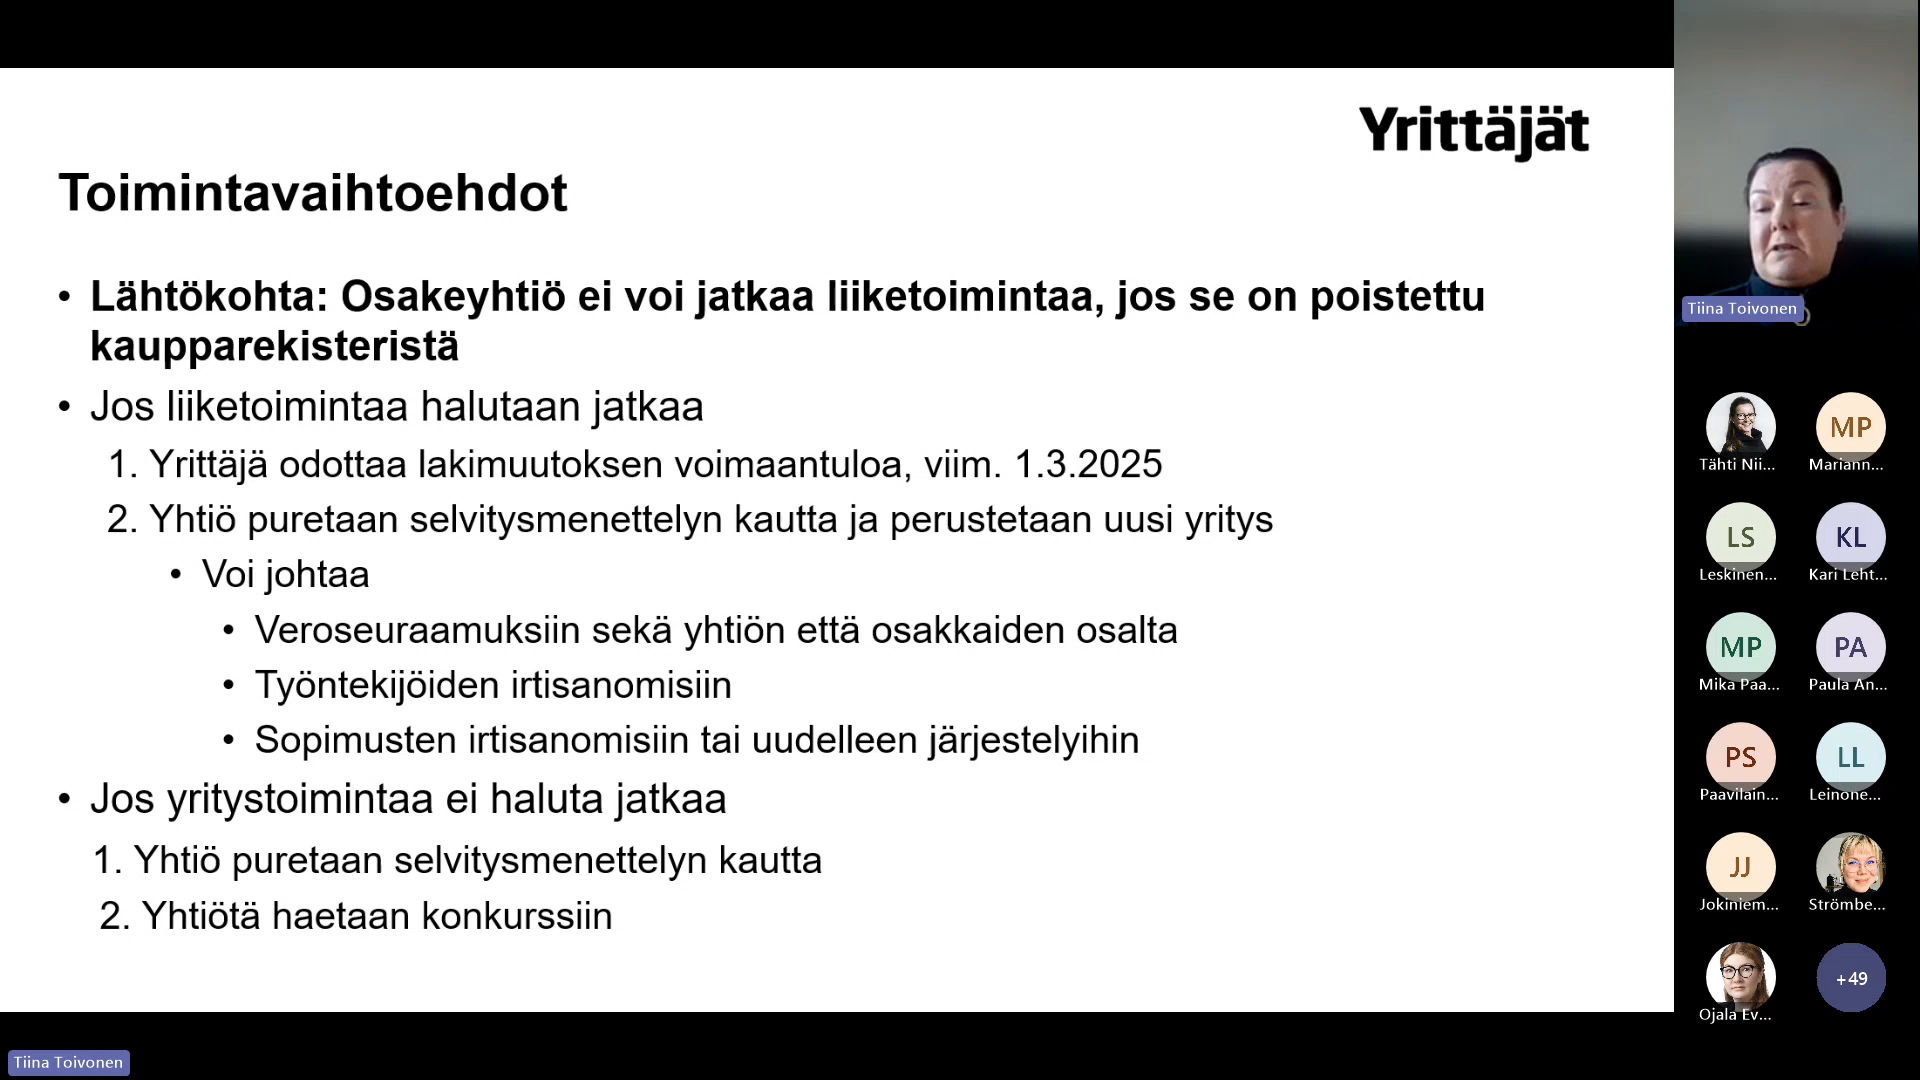 Yrittäjät
Toimintavaihtoehdot
• Lähtökohta: Osakeyhtiö ei voi jatkaa liiketoimintaa, jos se on poistettu
kaupparekisteristä
• Jos liiketoimintaa halutaan jatkaa
1. Yrittäjä odottaa lakimuutoksen voimaantuloa, viim. 1.3.2025
2. Yhtiö puretaan selvitysmenettelyn kautta ja perustetaan uusi yritys
• Voi johtaa
• Veroseuraamuksiin sekä yhtiön että osakkaiden osalta
• Työntekijöiden irtisanomisiin
• Sopimusten irtisanomisiin tai uudelleen järjestelyihin
• Jos yritystoimintaa ei haluta jatkaa
1. Yhtiö puretaan selvitysmenettelyn kautta
2. Yhtiötä haetaan konkurssiin
Tiina Toivonen
Tiina Toivonen
Tähti Nii...
MP
Mariann...
LS
Leskinen...
KL
Kari Leht...
MP
Mika Paa...
PA
Paula An...
PS
Paavilain...
LL
Leinone...
JJ
Jokiniem...
Strömbe...
Ojala Ev...
+49